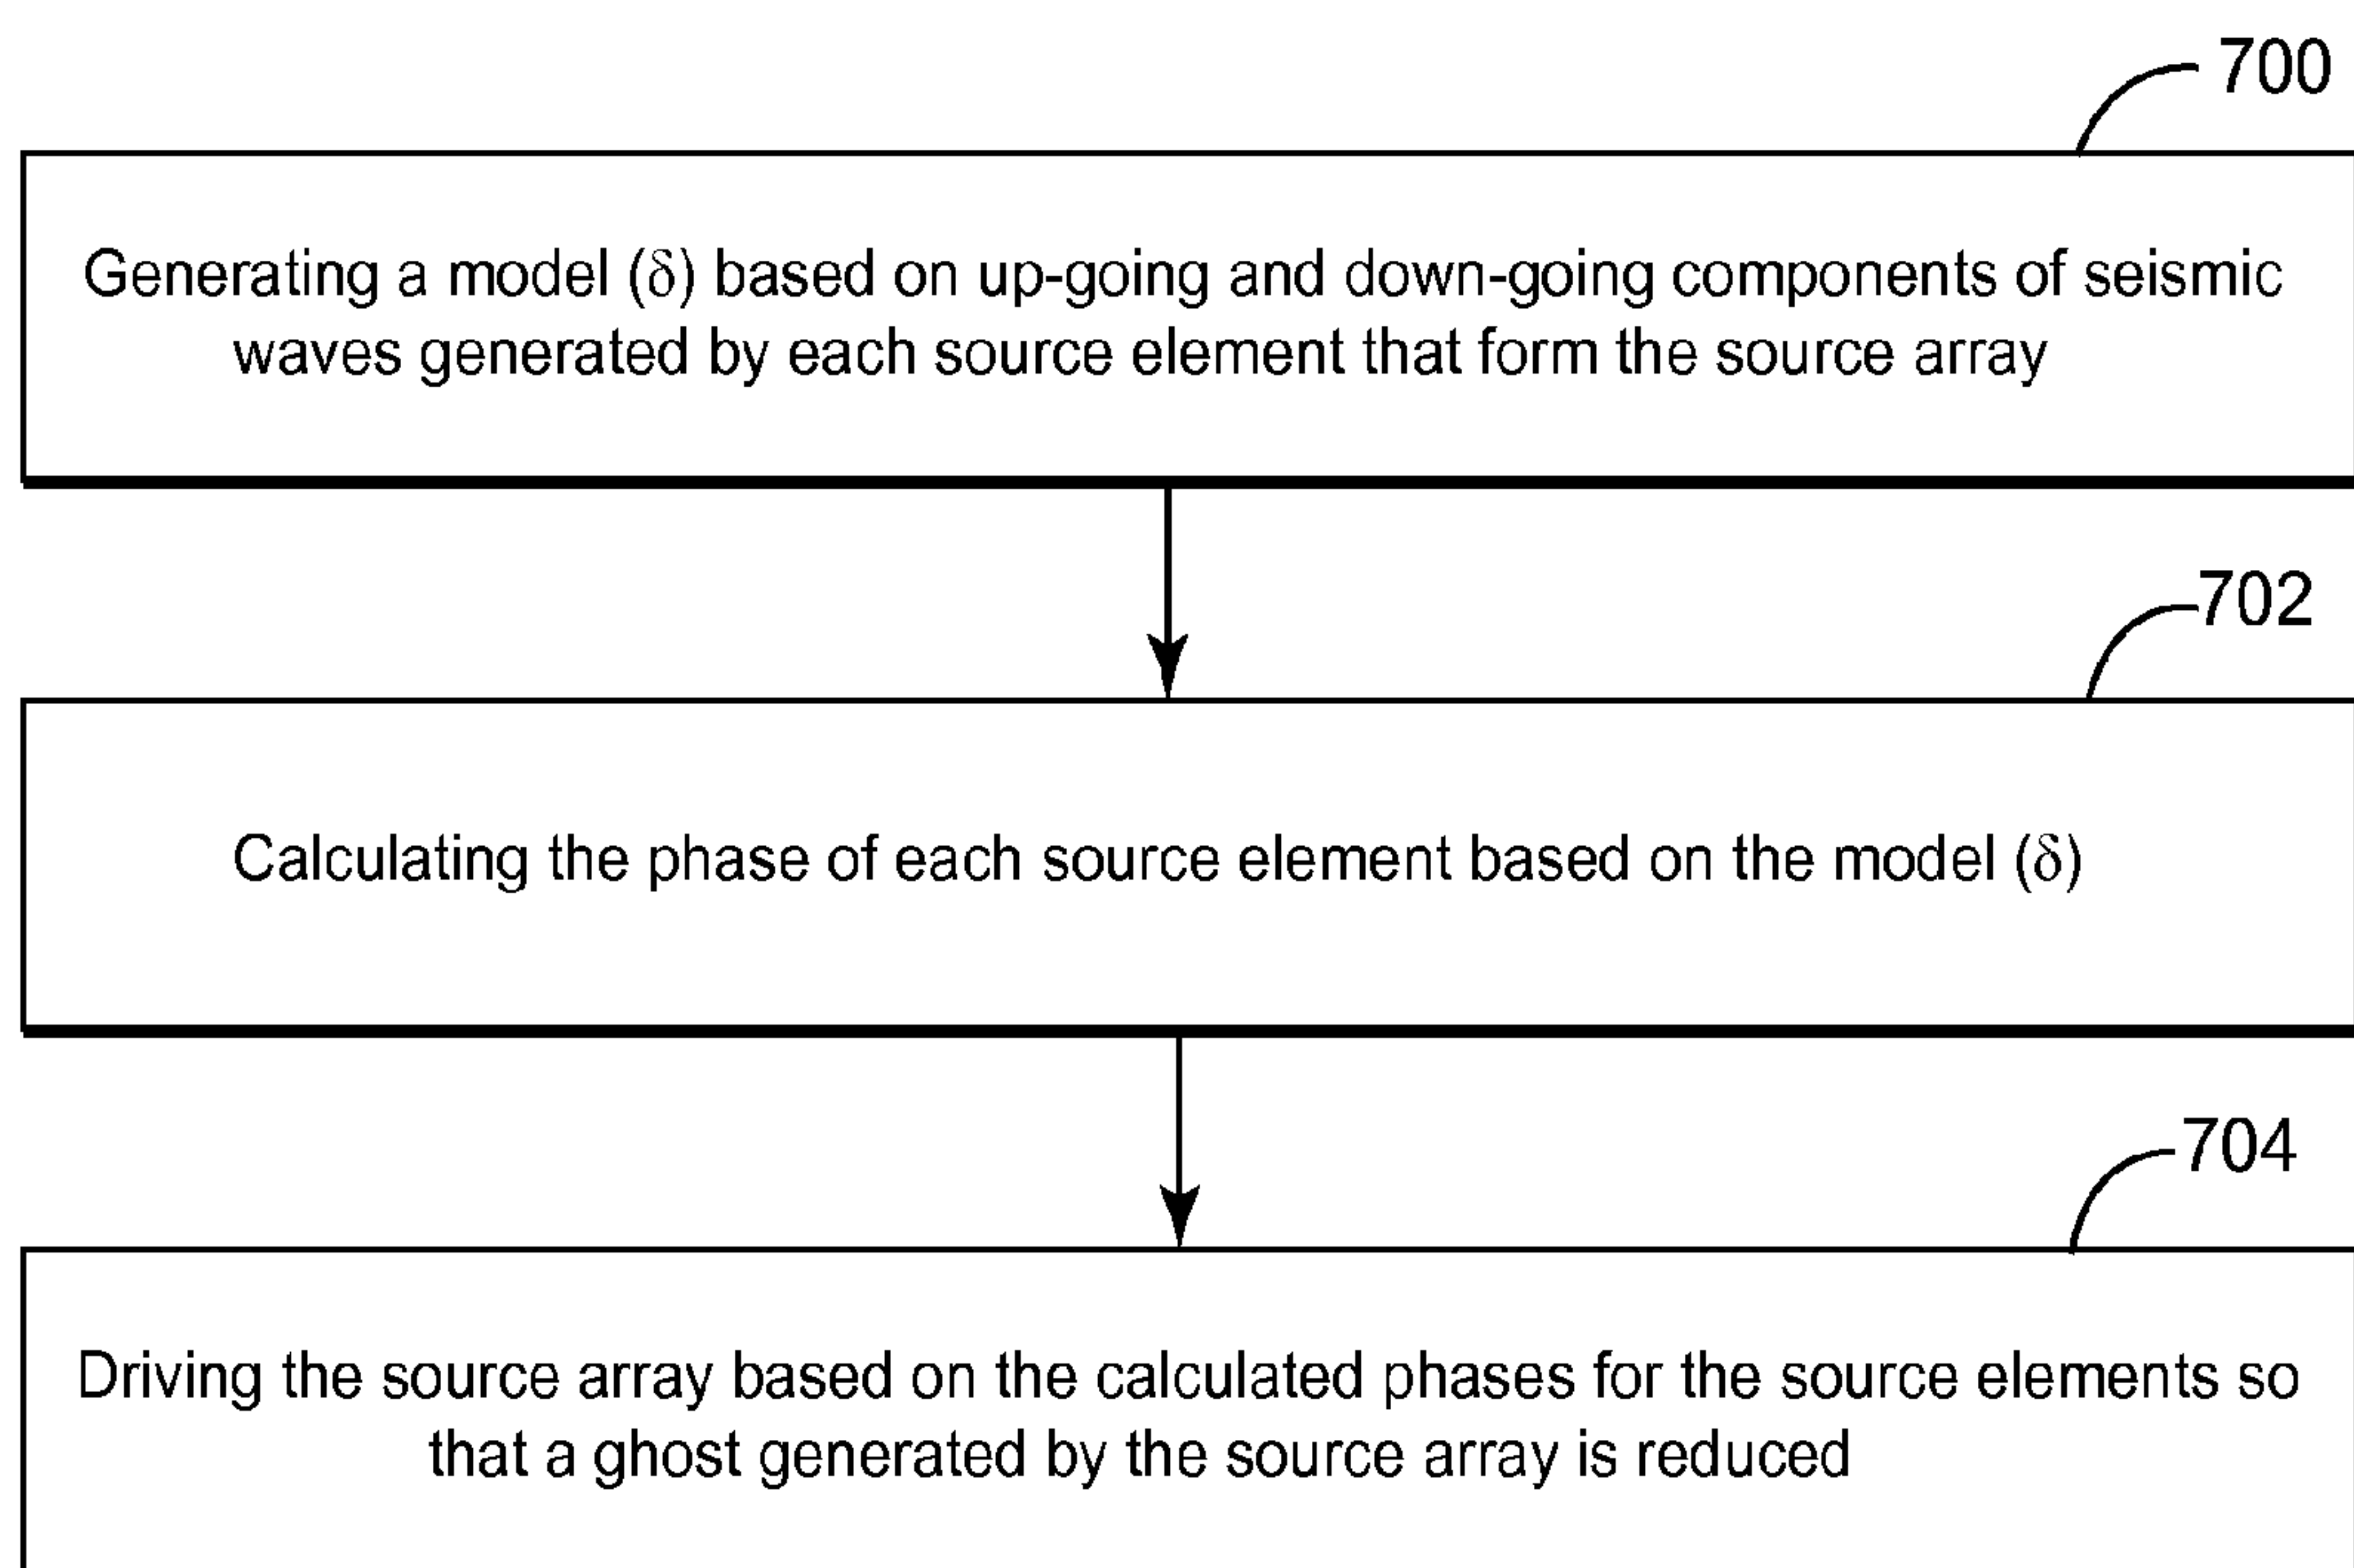 700
Generating a model (δ) based on up-going and down-going components of seismic
waves generated by each source element that form the source array
702
Calculating the phase of each source element based on the model (δ)
704
Driving the source array based on the calculated phases for the source elements so
that a ghost generated by the source array is reduced